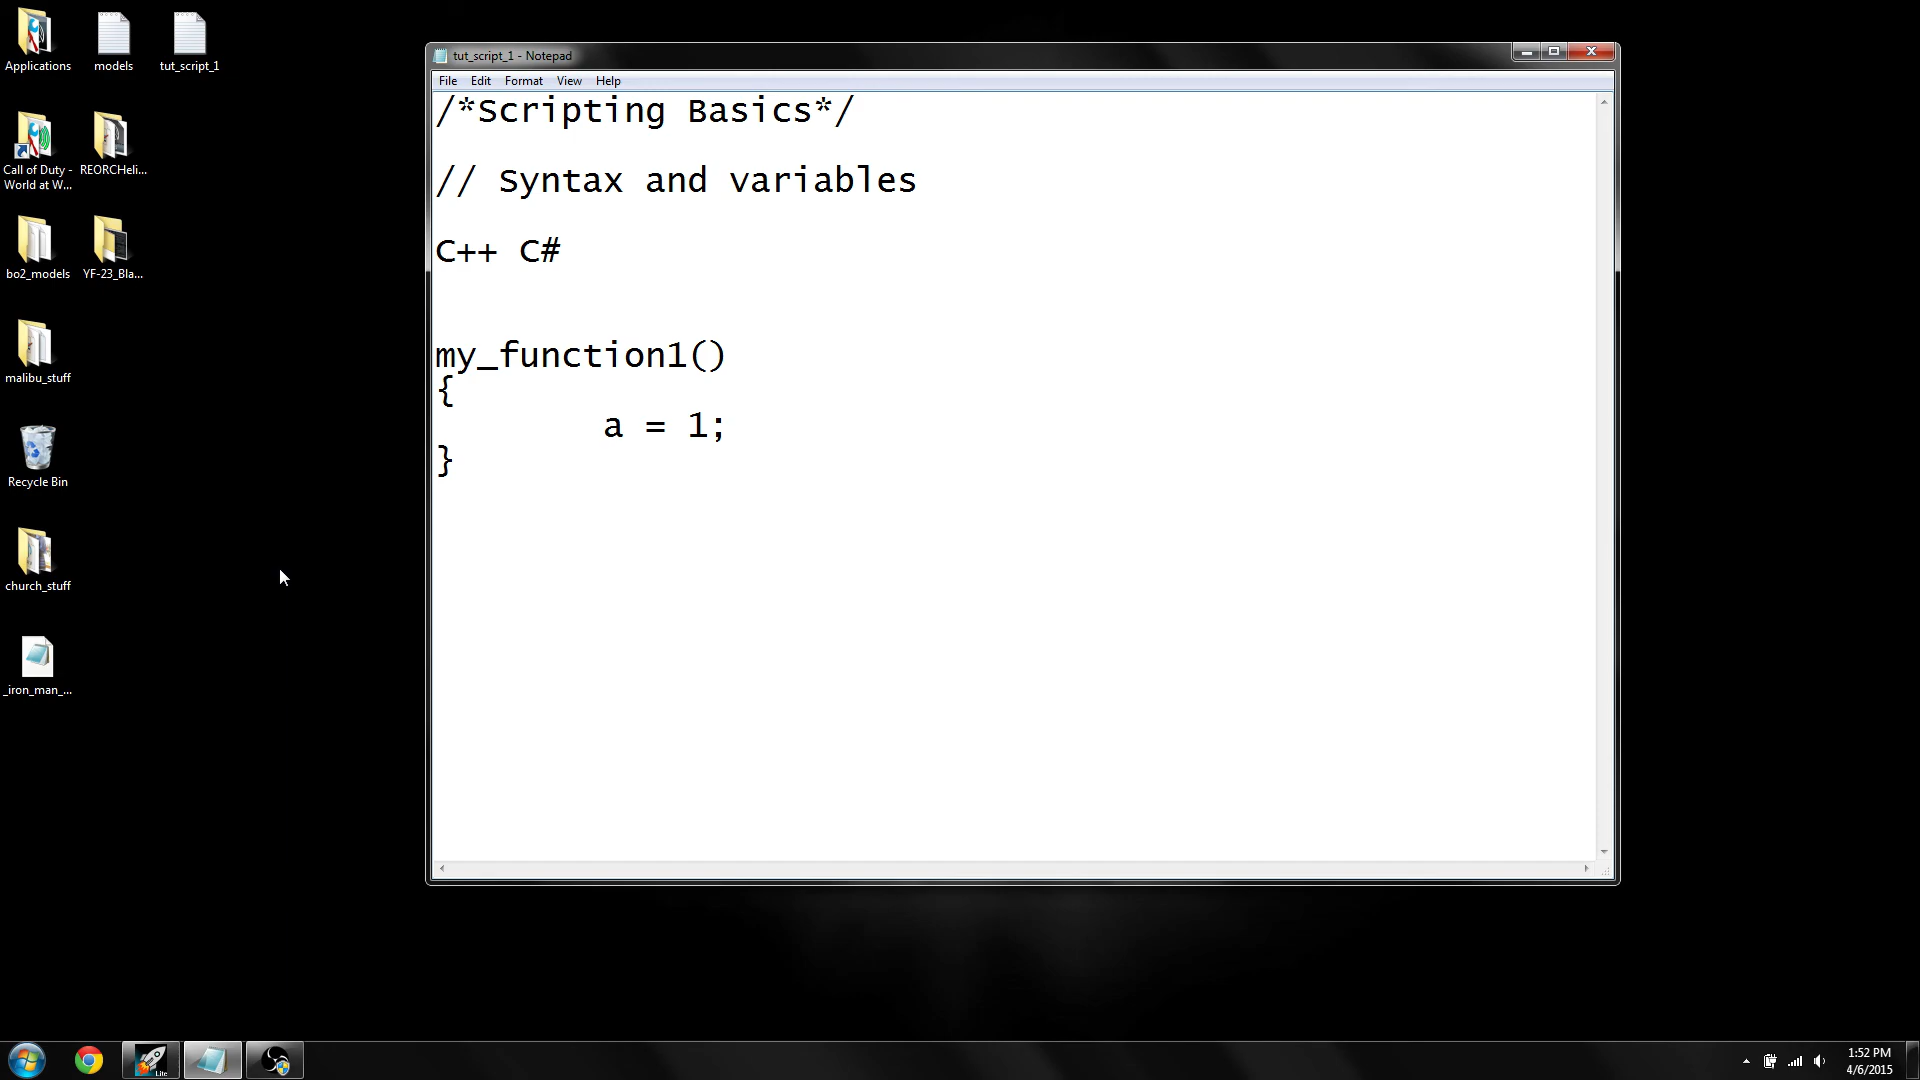 Applications
models
tut_script_1
Call of Duty -
World at W...
REORCHeli...
bo2_models
YF-23_Bla...
malibu_stuff
Recycle Bin
church_stuff
_iron_man_...
tut_script_1 - Notepad
File Edit Format View Help
/*Scripting Basics*/
// Syntax and variables
C++ C#
my_function1()
{
a = 1;
}
Lite
1:52 PM
4/6/2015